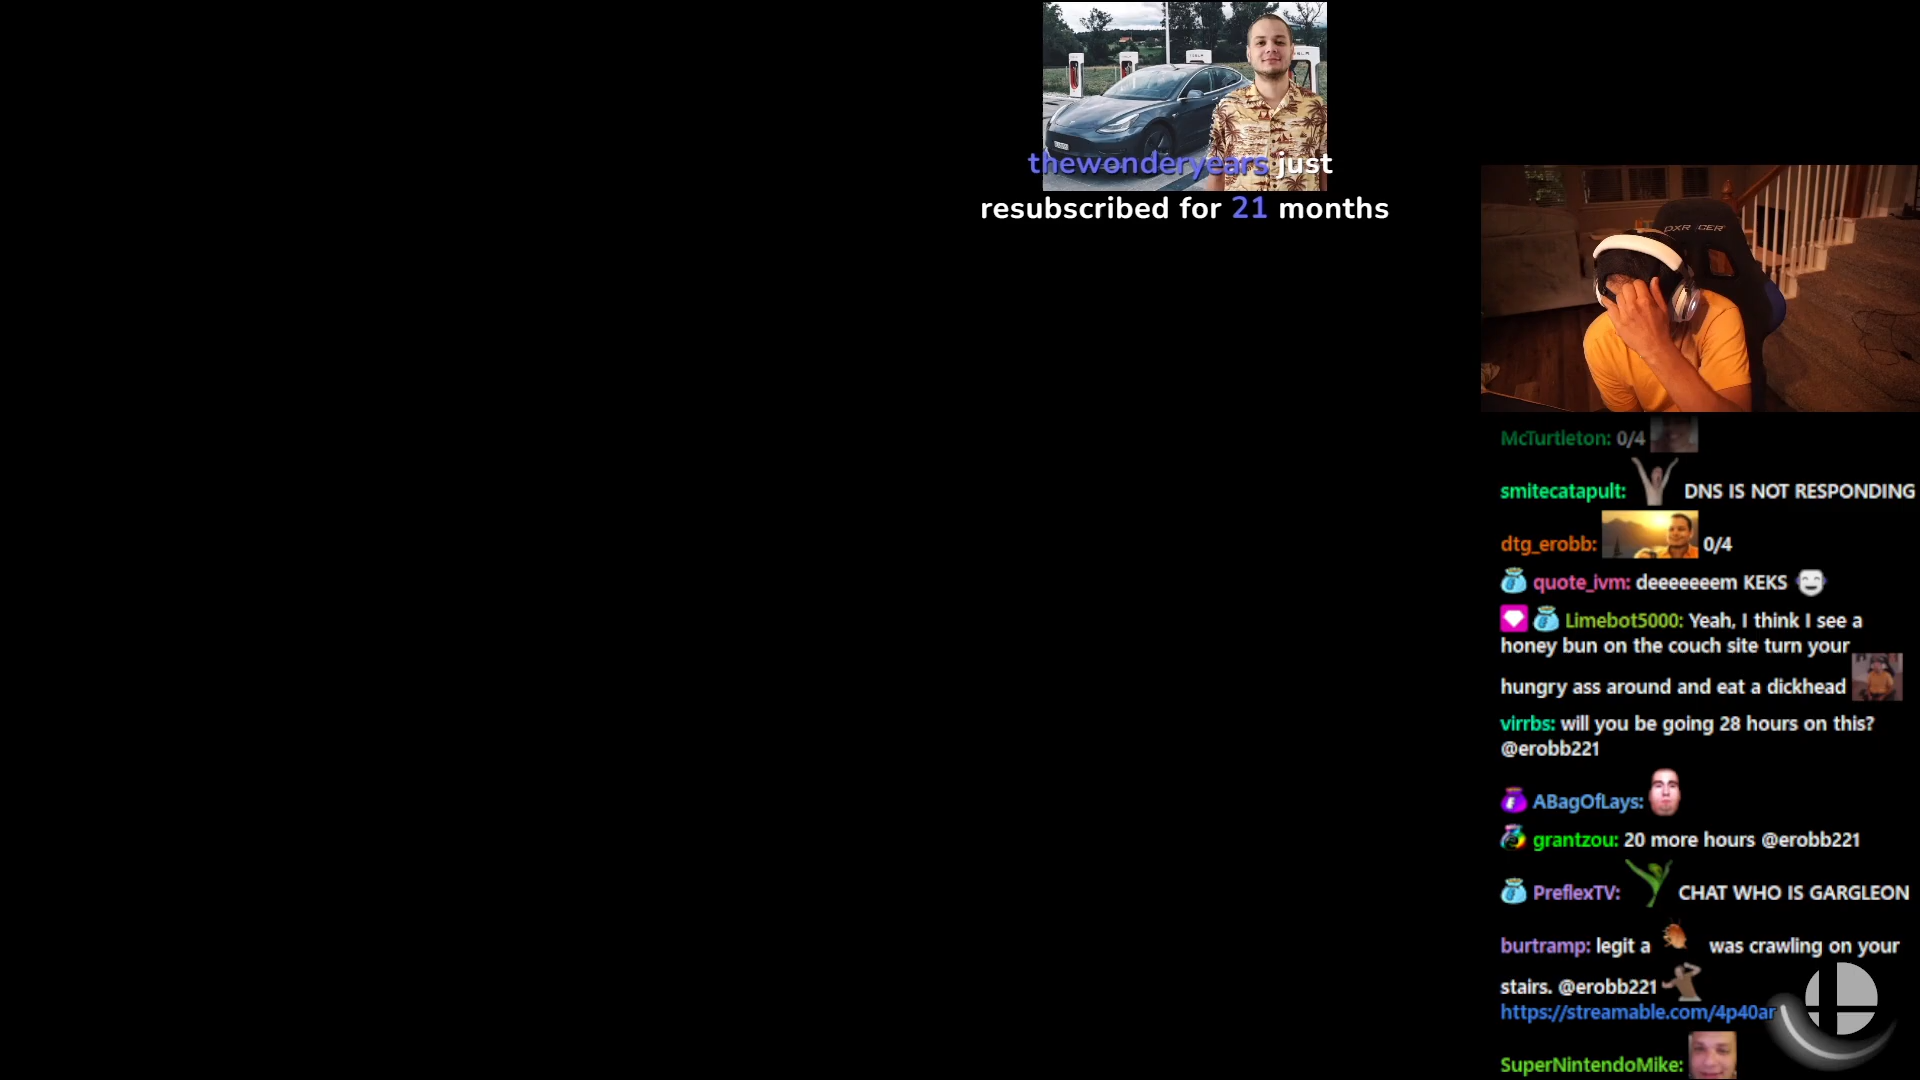 thewonderyears just
resubscribed for 21 months
DXRACER
McTurtleton: 0/4
smitecatapult: DNS IS NOT RESPONDING
dtg_erobb: 0/4
quote_ivm: deeeeeeem KEKS
Limebot5000: Yeah, I think I see a
honey bun on the couch site turn your
hungry ass around and eat a dickhead
virrbs: will you be going 28 hours on this?
@erobb221
ABagOfLays:
grantzou: 20 more hours @erobb221
PreflexTV: CHAT WHO IS GARGLEON
burtramp: legit a was crawling on your
stairs. @erobb221
https://streamable.com/4p40ar
SuperNintendoMike: